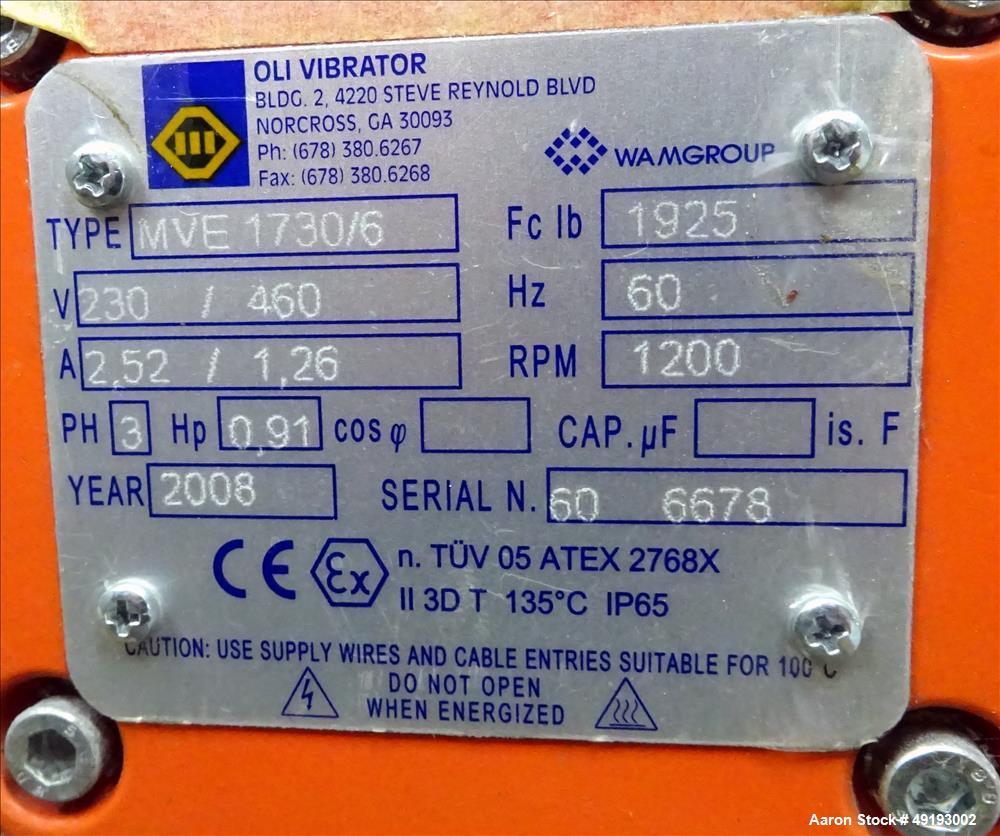 OLI VIBRATOR
BLDG. 2, 4220 STEVE REYNOLD BLVD
NORCROSS, GA 30093
Ph: (678) 380.6267
Fax: (678) 380.6268
WAMGROUP
TYPE MVE 1730/6 Fc lb 1925
V 230 / 460 Hz 60
A 2,52 / 1,26 RPM 1200
PH 3 Hp 0,91 cos φ CAP. µF is. F
YEAR 2008 SERIAL N. 60 6678
CE Ex n. TÜV 05 ATEX 2768X
II 3D T 135°C IP65
CAUTION: USE SUPPLY WIRES AND CABLE ENTRIES SUITABLE FOR 100°C
DO NOT OPEN
WHEN ENERGIZED
Aaron Stock# 49193002